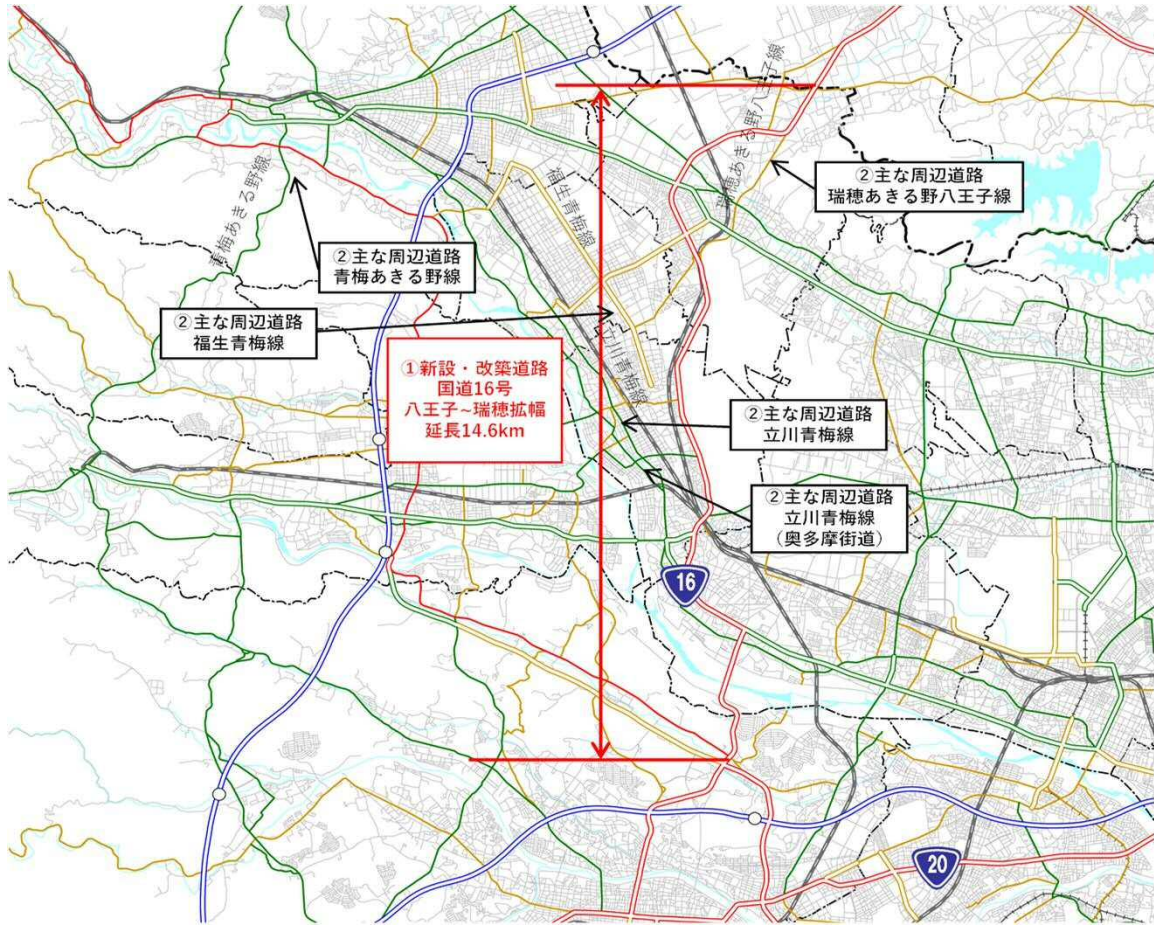 瑞穂あきる野八王子線
②主な周辺道路
瑞穂あきる野八王子線
福生青梅線
青梅あきる野線
②主な周辺道路
青梅あきる野線
②主な周辺道路
福生青梅線
立川青梅線
①新設・改築道路
国道16号
八王子~瑞穂拡幅
延長14.6km
②主な周辺道路
立川青梅線
②主な周辺道路
立川青梅線
(奥多摩街道)
16
20